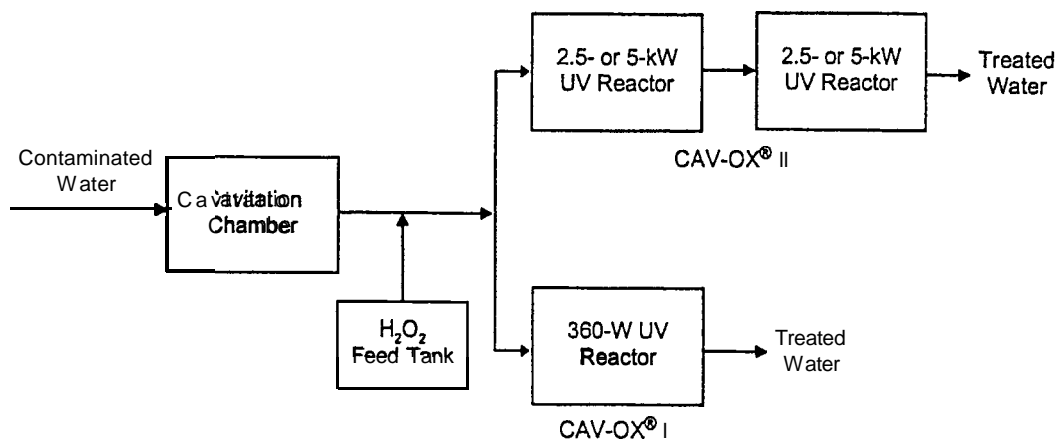 2.5- or 5-kW
UV Reactor
2.5- or 5-kW
UV Reactor
Treated
Water
CAV-OX® II
Contaminated
Water
Cavitation
Chamber
H₂O₂
Feed Tank
360-W UV
Reactor
Treated
Water
CAV-OX® I